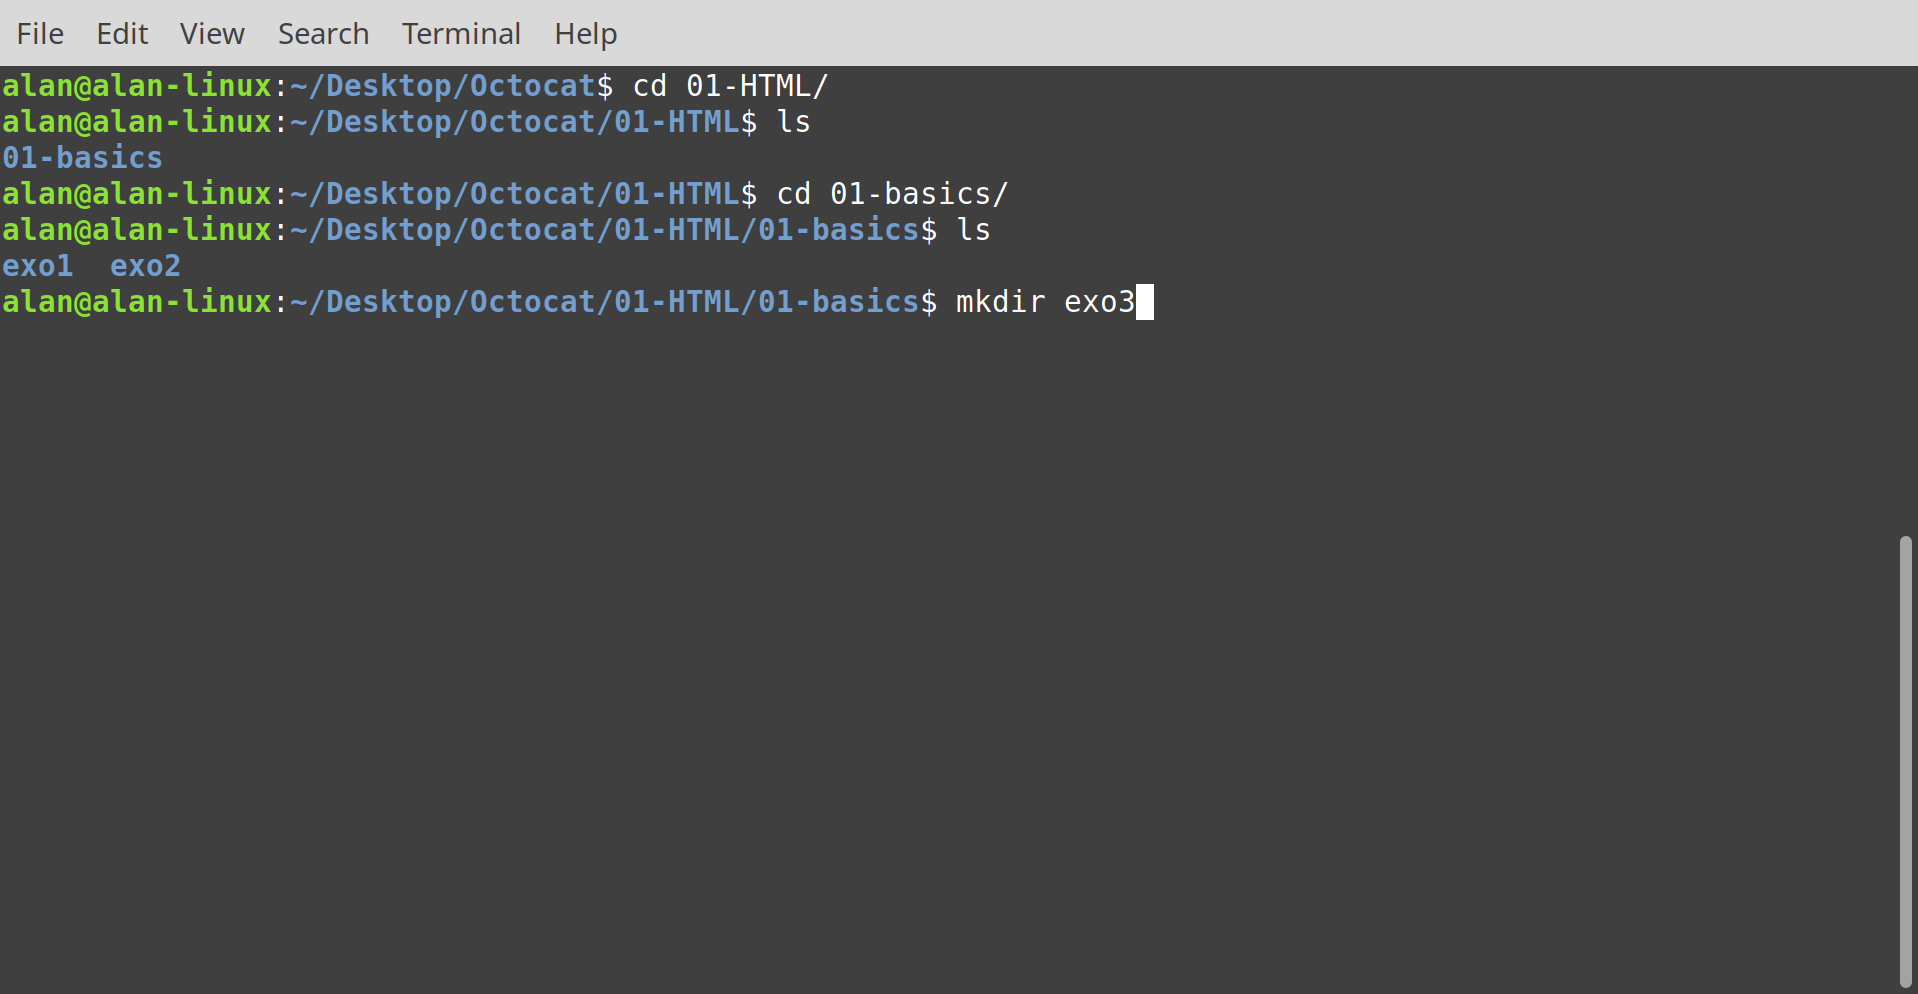 File Edit View Search Terminal Help
alan@alan-linux:~/Desktop/Octocat$ cd 01-HTML/
alan@alan-linux:~/Desktop/Octocat/01-HTML$ ls
01-basics
alan@alan-linux:~/Desktop/Octocat/01-HTML$ cd 01-basics/
alan@alan-linux:~/Desktop/Octocat/01-HTML/01-basics$ ls
exo1  exo2
alan@alan-linux:~/Desktop/Octocat/01-HTML/01-basics$ mkdir exo3